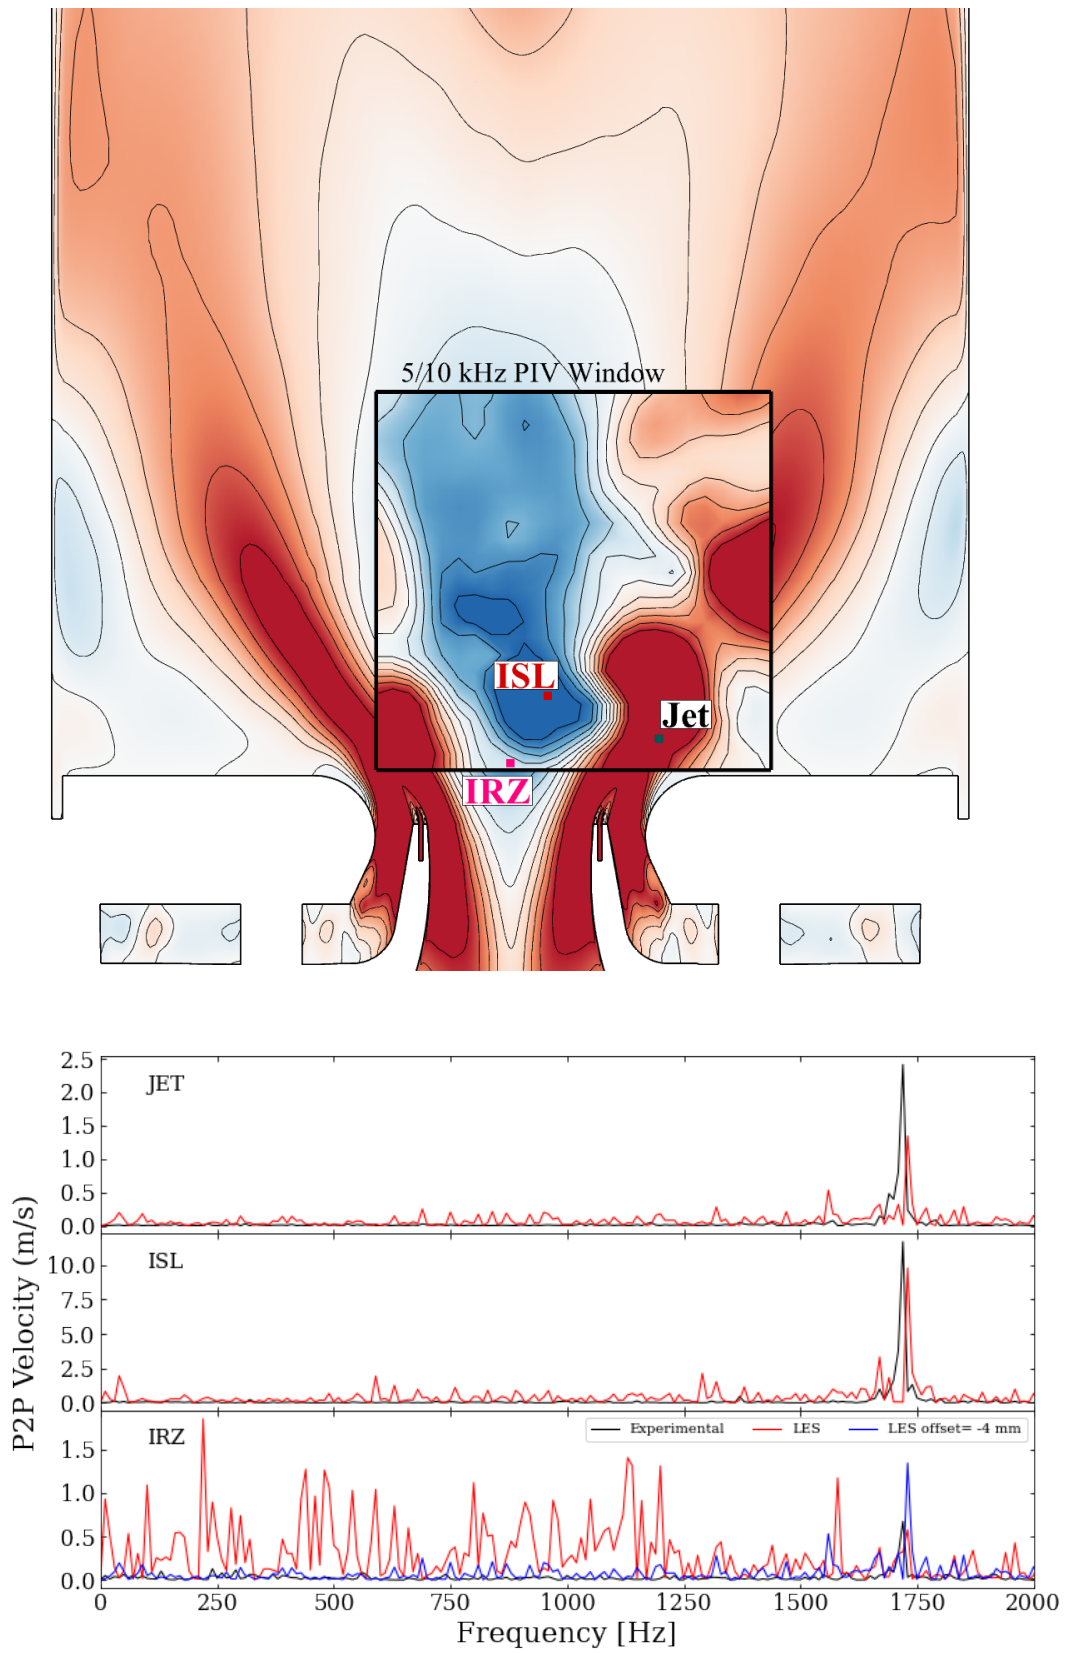 5/10 kHz PIV Window
ISL
Jet
IRZ
P2P Velocity (m/s)
JET
2.5
2.0
1.5
1.0
0.5
0.0
ISL
10.0
7.5
5.0
2.5
0.0
IRZ
Experimental LES LES offset= -4 mm
1.5
1.0
0.5
0.0
0 250 500 750 1000 1250 1500 1750 2000
Frequency [Hz]